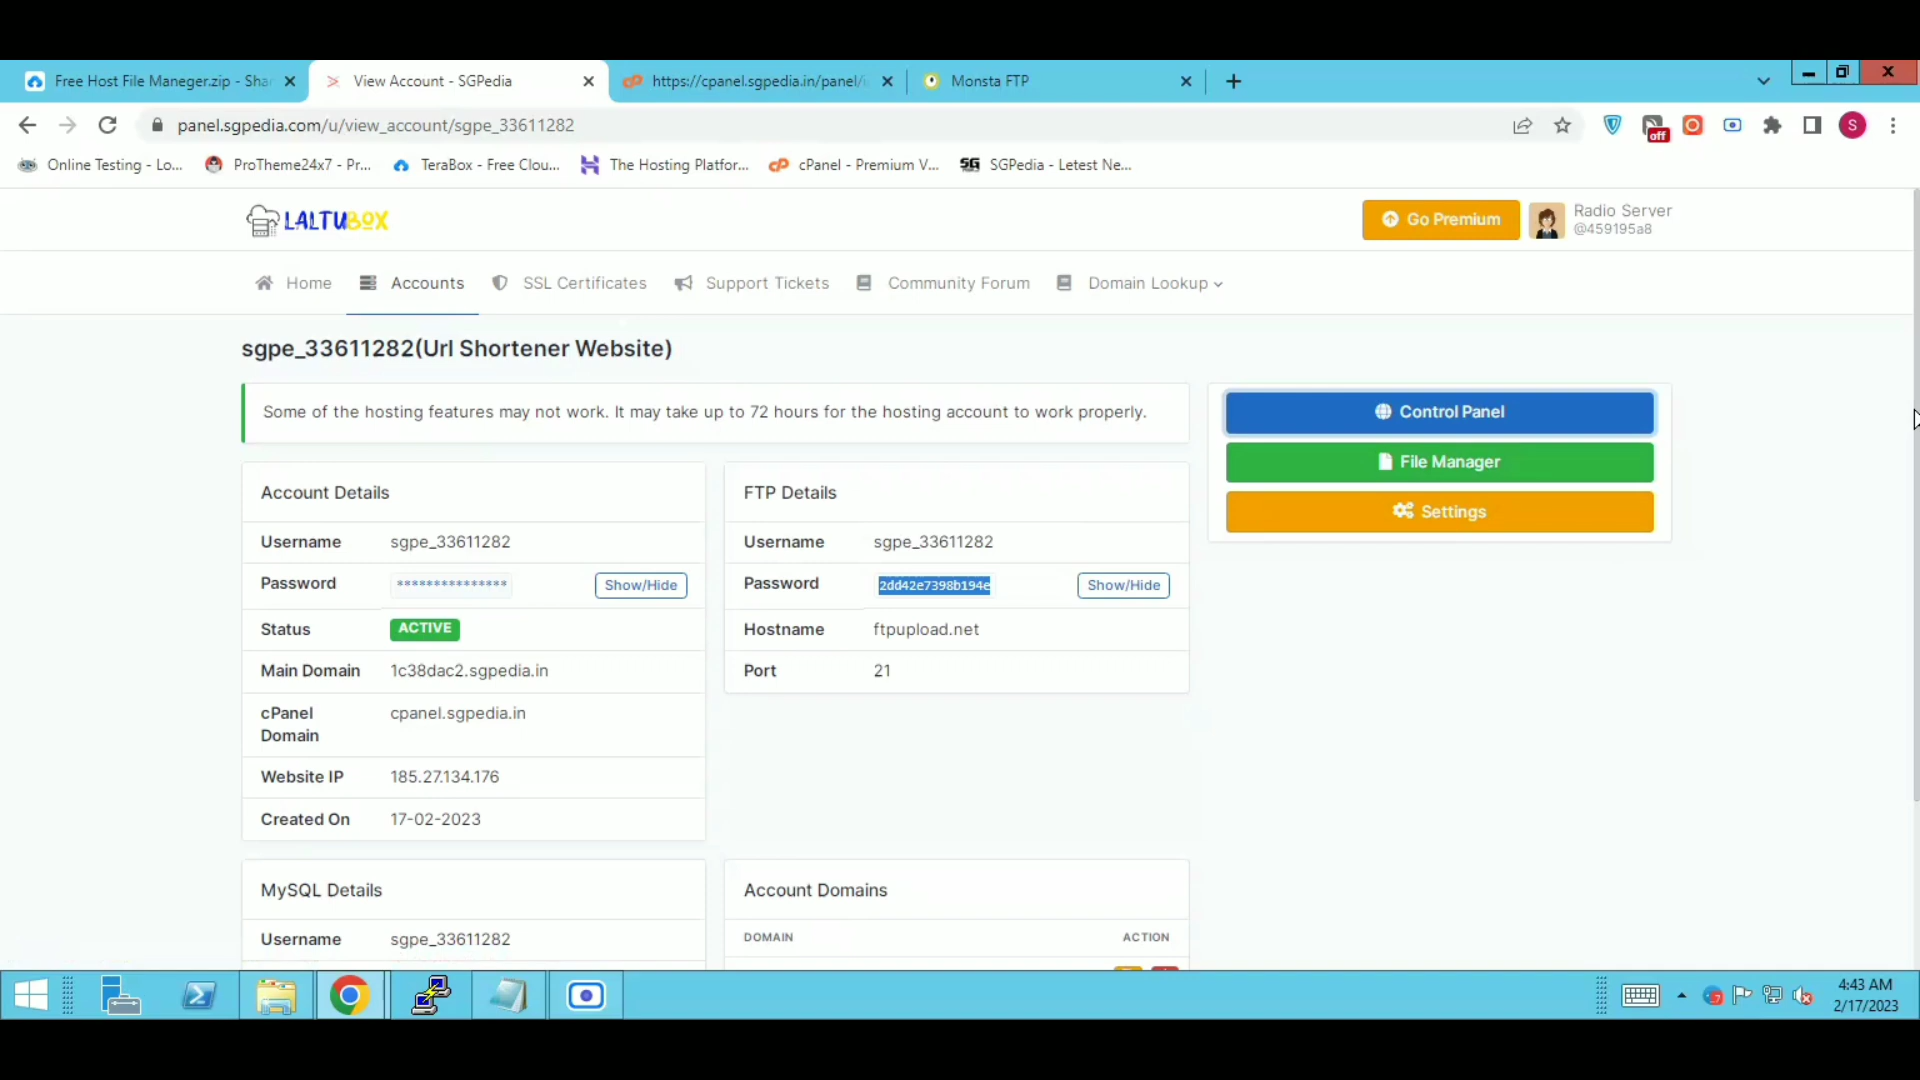 Free Host File Maneger.zip - Sha
View Account - SGPedia
https://cpanel.sgpedia.in/panel/i
Monsta FTP
panel.sgpedia.com/u/view_account/sgpe_33611282
off
S
Online Testing - Lo...
ProTheme24x7 - Pr...
TeraBox - Free Clou...
The Hosting Platfor...
cP
cPanel - Premium V...
SG
SGPedia - Letest Ne...
LALTUBOX
Go Premium
Radio Server
@459195a8
Home
Accounts
SSL Certificates
Support Tickets
Community Forum
Domain Lookup
sgpe_33611282(Url Shortener Website)
Some of the hosting features may not work. It may take up to 72 hours for the hosting account to work properly.
Control Panel
File Manager
Settings
Account Details
Username sgpe_33611282
Password *************** Show/Hide
Status ACTIVE
Main Domain 1c38dac2.sgpedia.in
cPanel
Domain
cpanel.sgpedia.in
Website IP 185.27.134.176
Created On 17-02-2023
FTP Details
Username sgpe_33611282
Password 2dd42e7398b194e Show/Hide
Hostname ftpupload.net
Port 21
MySQL Details
Username sgpe_33611282
Account Domains
DOMAIN ACTION
4:43 AM
2/17/2023